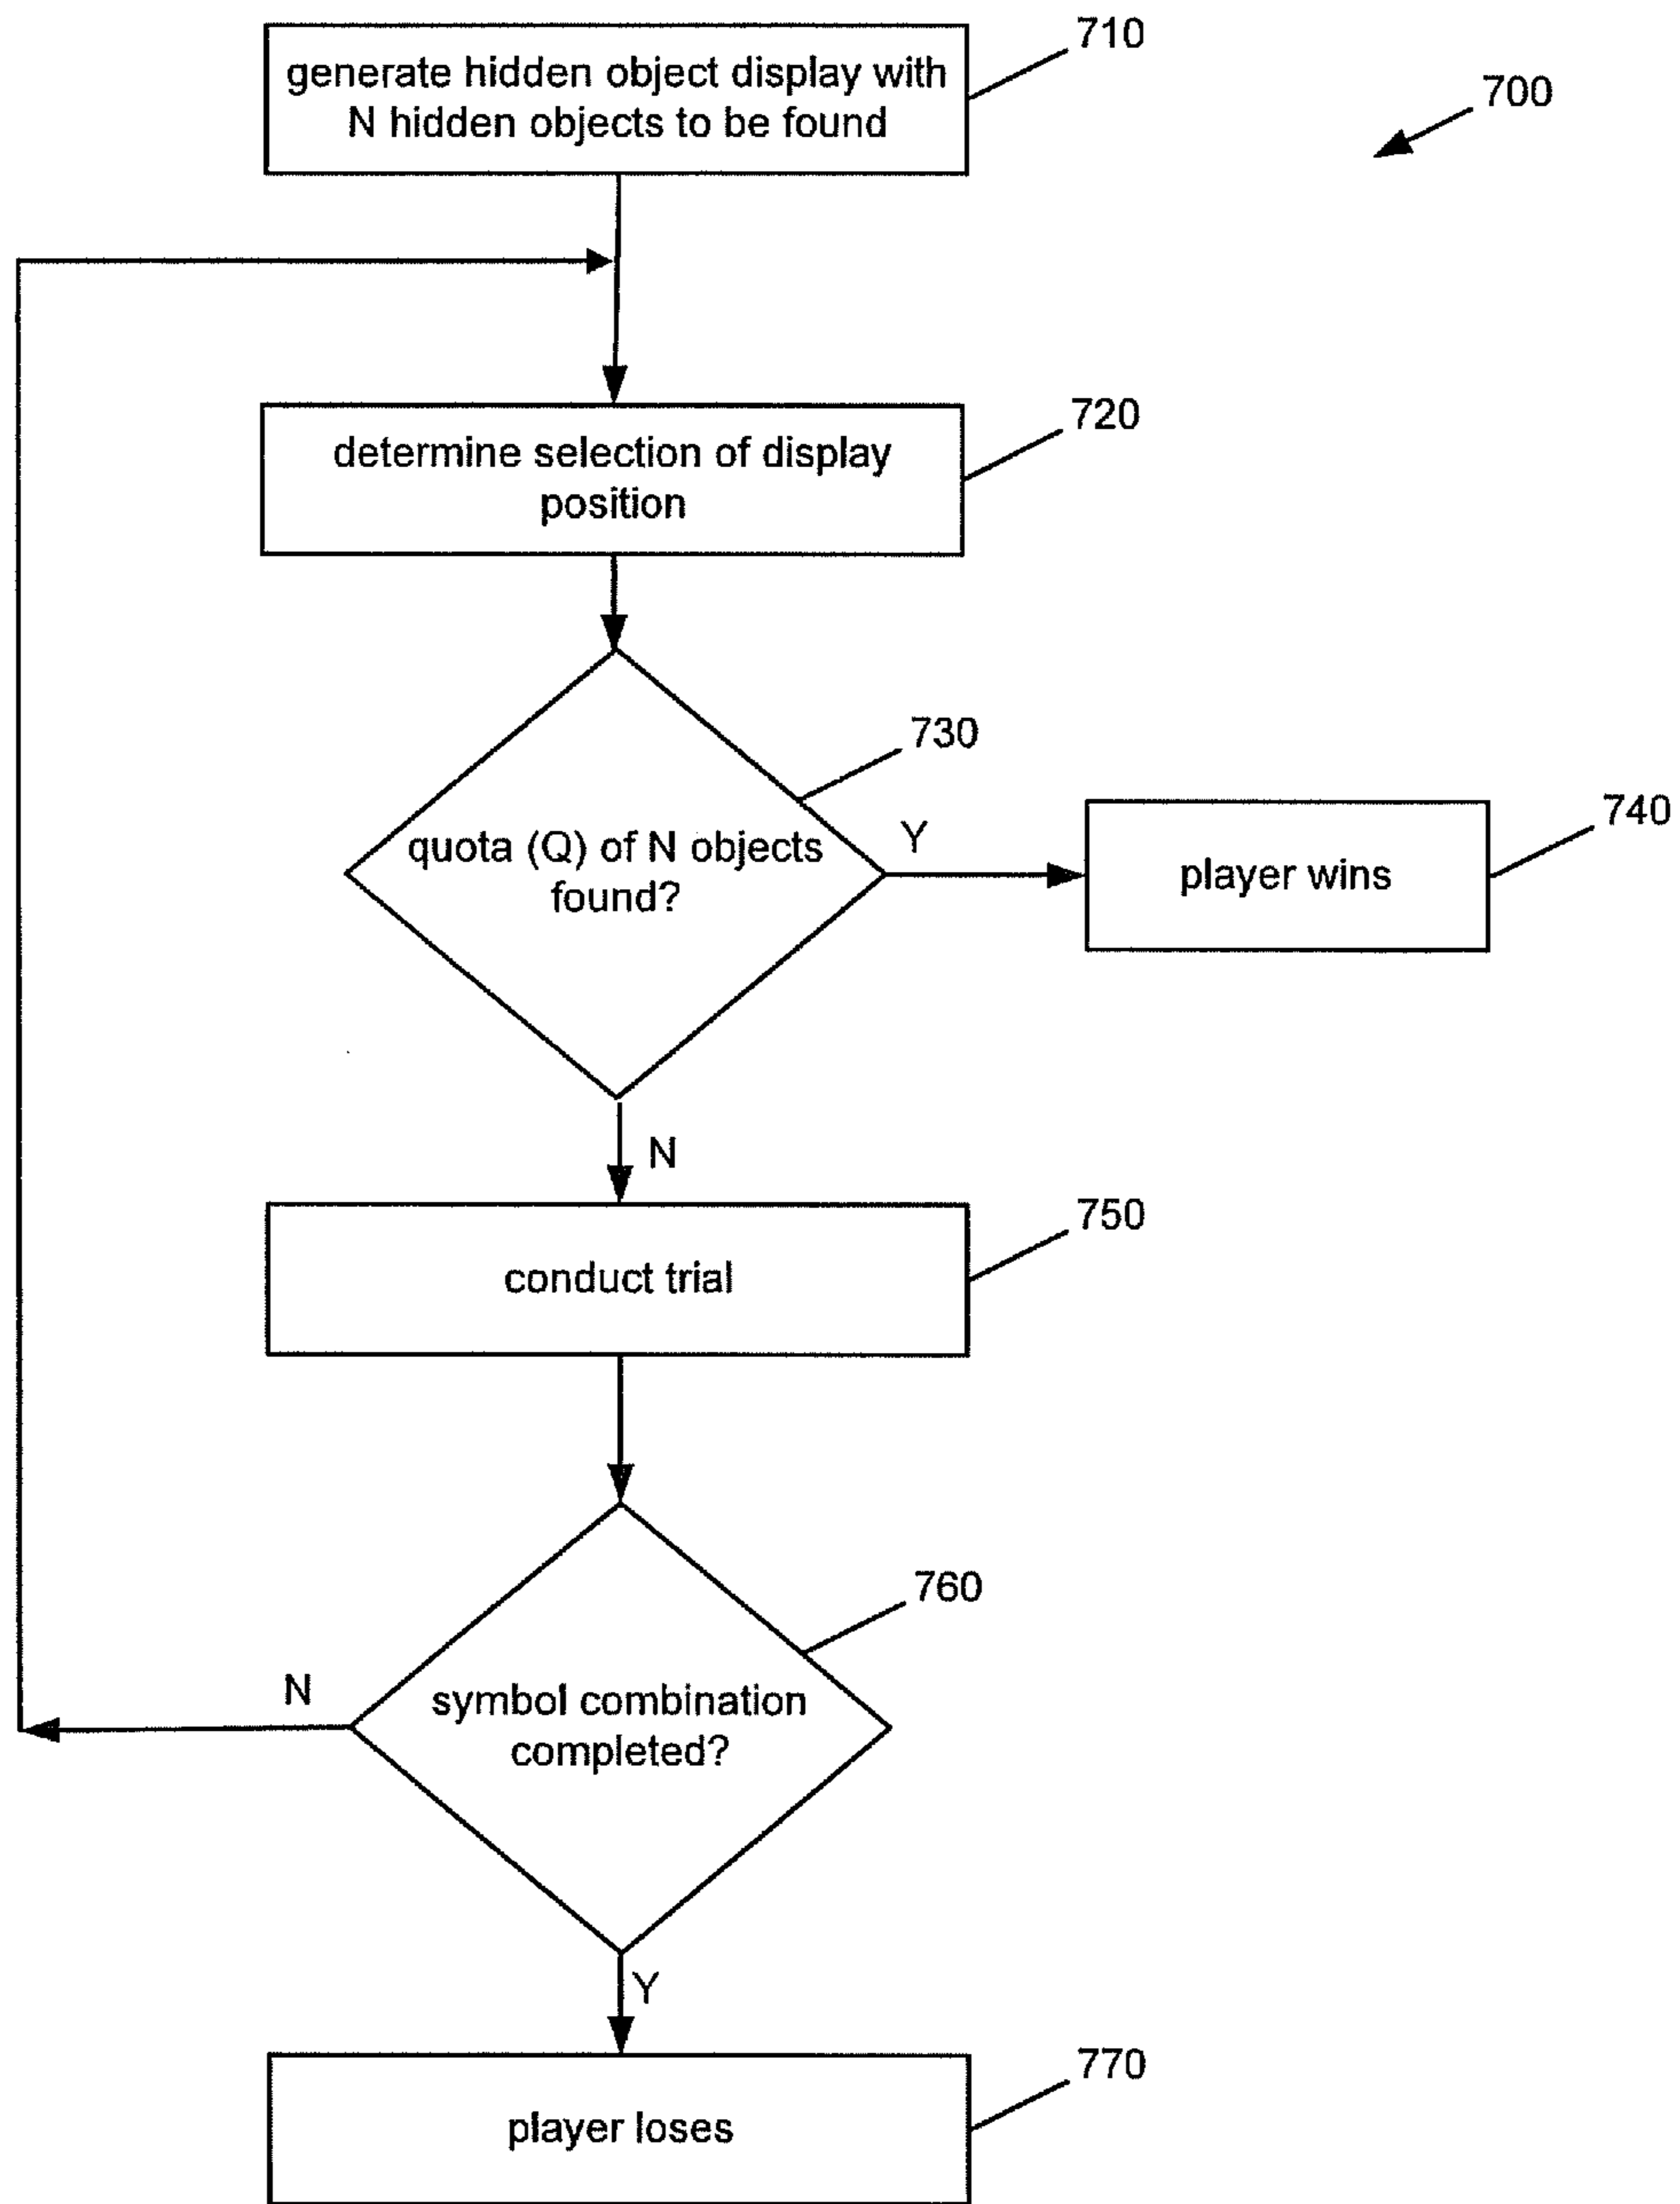 710
generate hidden object display with
N hidden objects to be found
700
720
determine selection of display
position
730
quota (Q) of N objects
found?
Y
740
player wins
N
750
conduct trial
760
symbol combination
completed?
N
Y
770
player loses